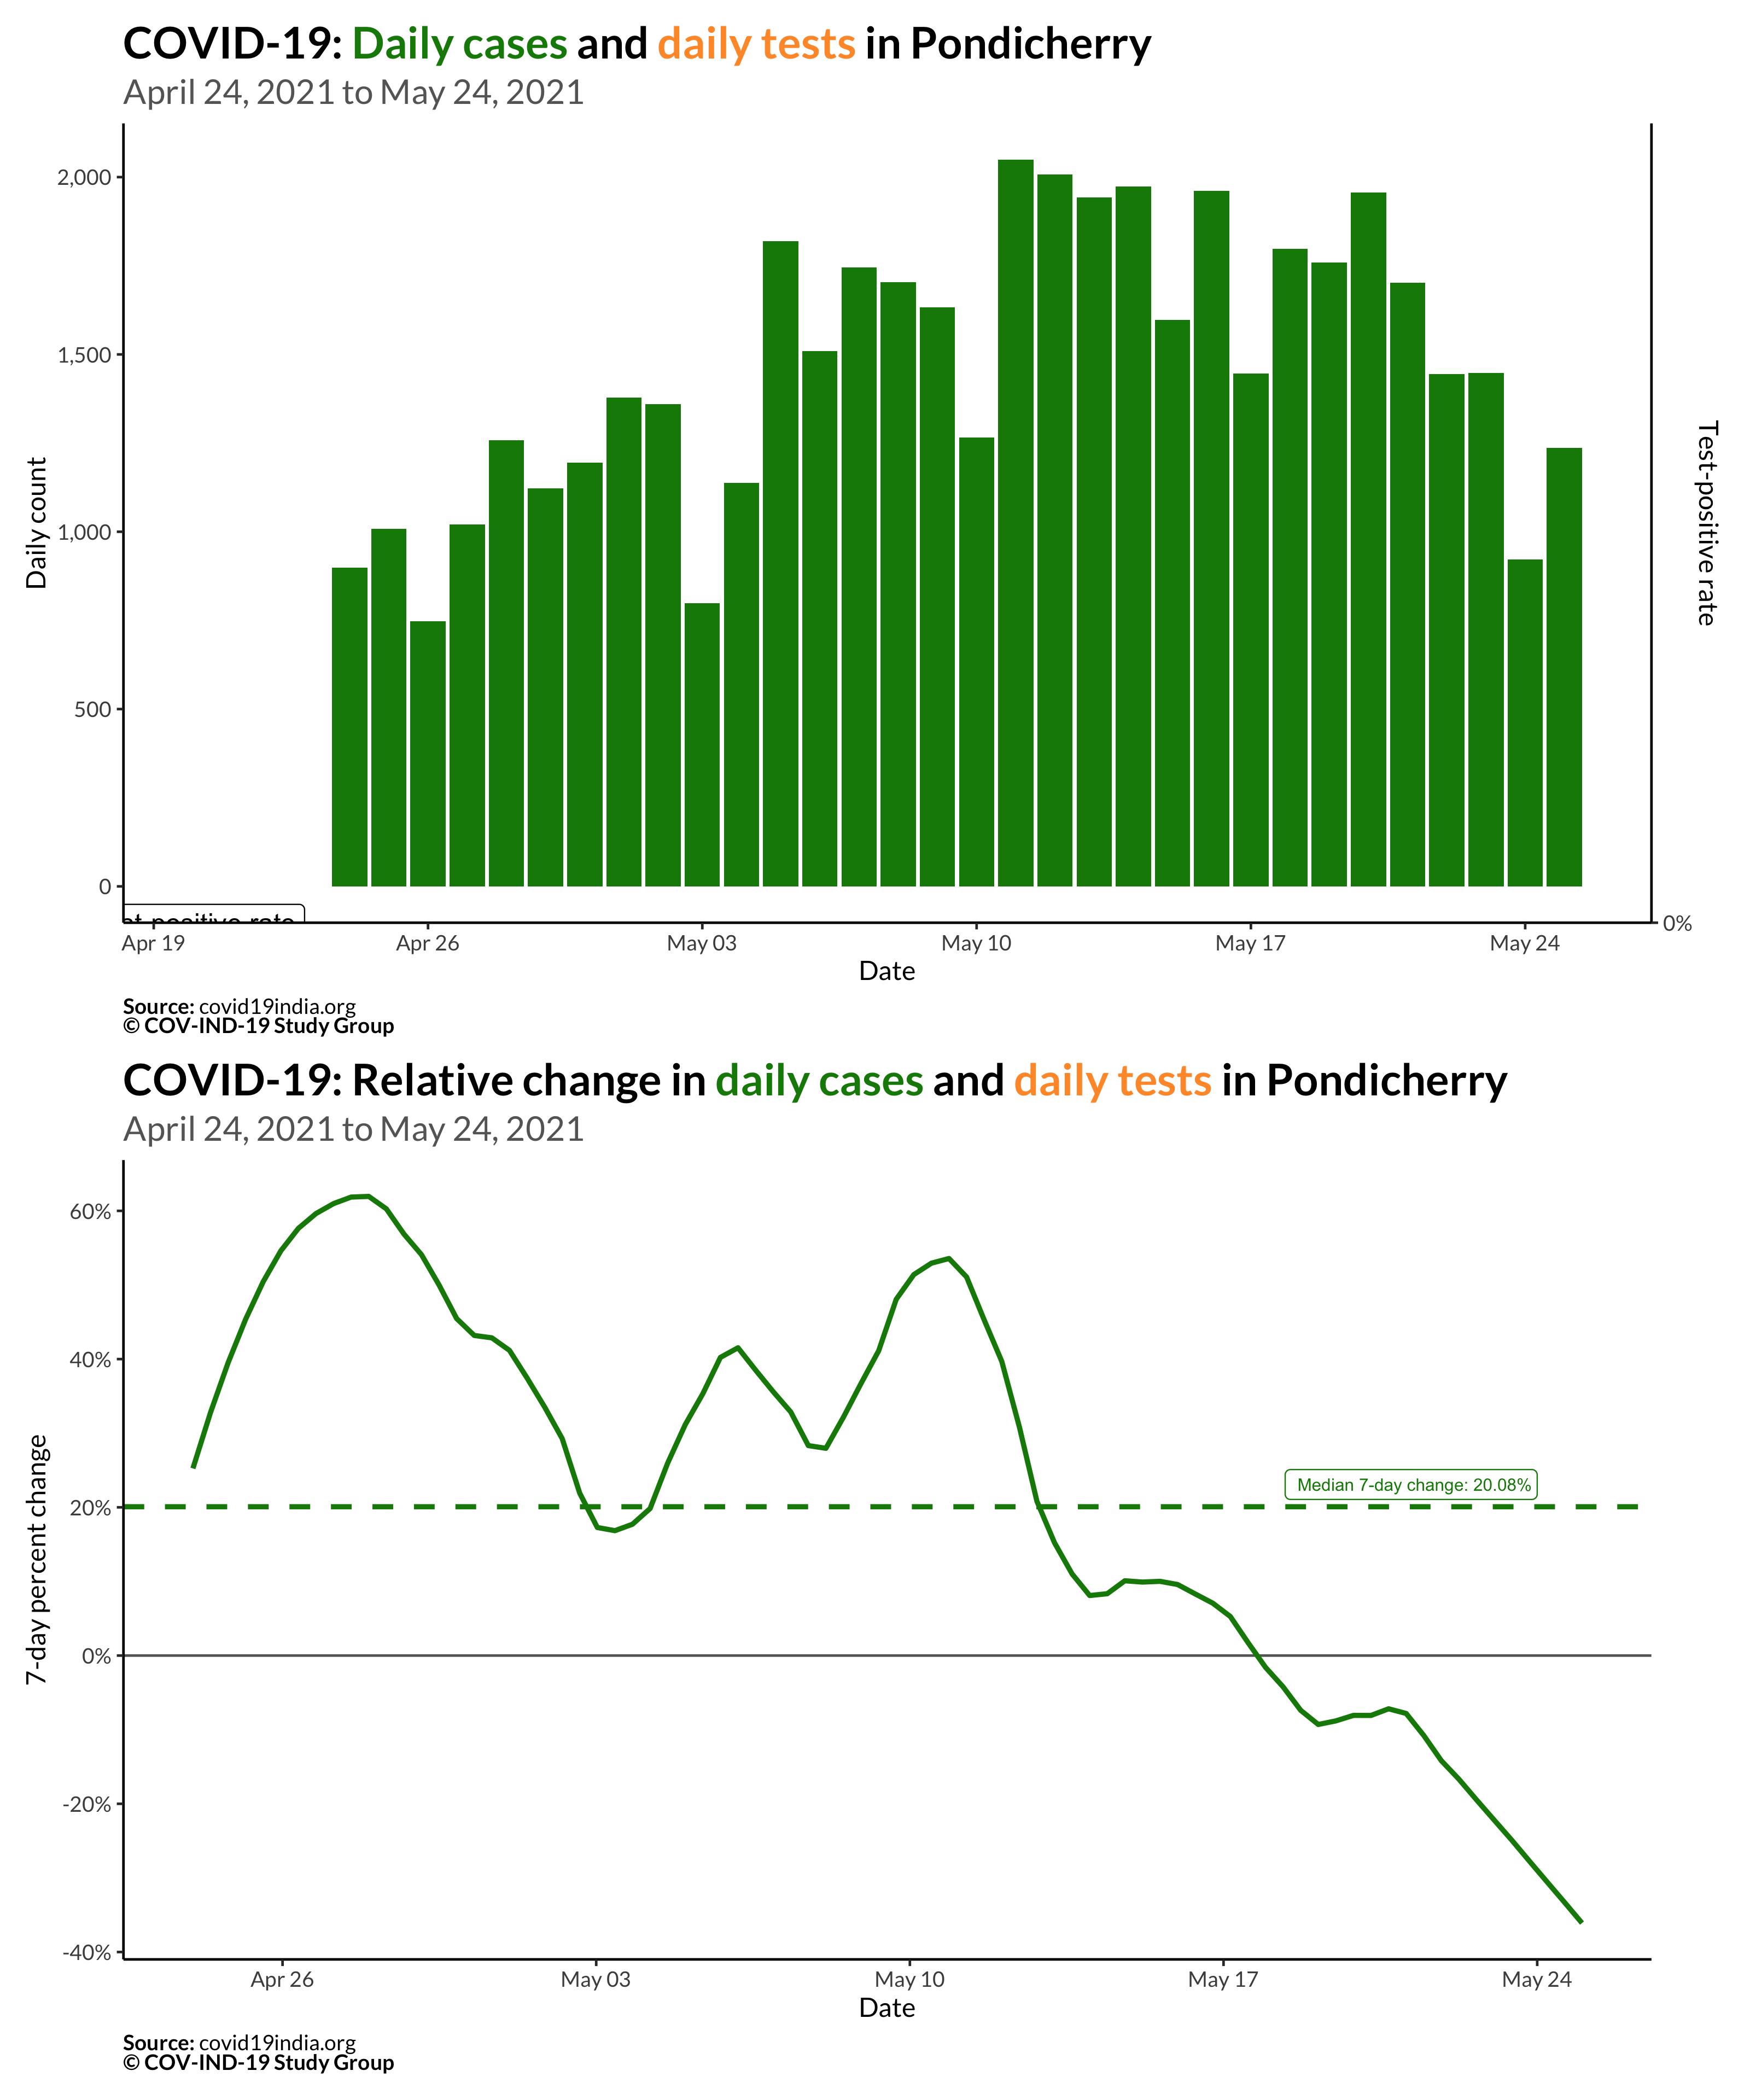 COVID-19: Daily cases and daily tests in Pondicherry
April 24, 2021 to May 24, 2021
Daily count
2,000
1,500
1,000
500
0
Test-positive rate
0%
Apr 19 Apr 26 May 03 May 10 May 17 May 24
Date
Source: covid19india.org
© COV-IND-19 Study Group
COVID-19: Relative change in daily cases and daily tests in Pondicherry
April 24, 2021 to May 24, 2021
7-day percent change
60%
40%
20%
0%
-20%
-40%
Median 7-day change: 20.08%
Apr 26 May 03 May 10 May 17 May 24
Date
Source: covid19india.org
© COV-IND-19 Study Group